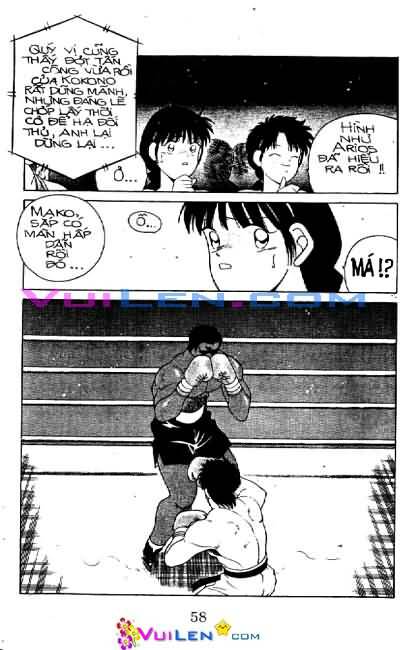 QUÝ VỊ CŨNG
THẤY ĐỢT TẤN
CÔNG VỪA RỒI
CỦA KOKONO
RẤT DŨNG MÃNH,
NHƯNG ĐÁNG LẼ
CHỚP LẤY THỜI
CƠ ĐỂ HẠ ĐỐI
THỦ, ANH LẠI
DỪNG LẠI...
Ơ...
HÌNH
NHƯ
ARIOS
ĐÃ HIỂU
RA RỒI!!
MAKO,
SẮP CÓ
MÀN HẤP
DẪN
RỒI
ĐÓ...
Ồ...
MÁ!?
VUILEN.COM
58
VUILEN.COM